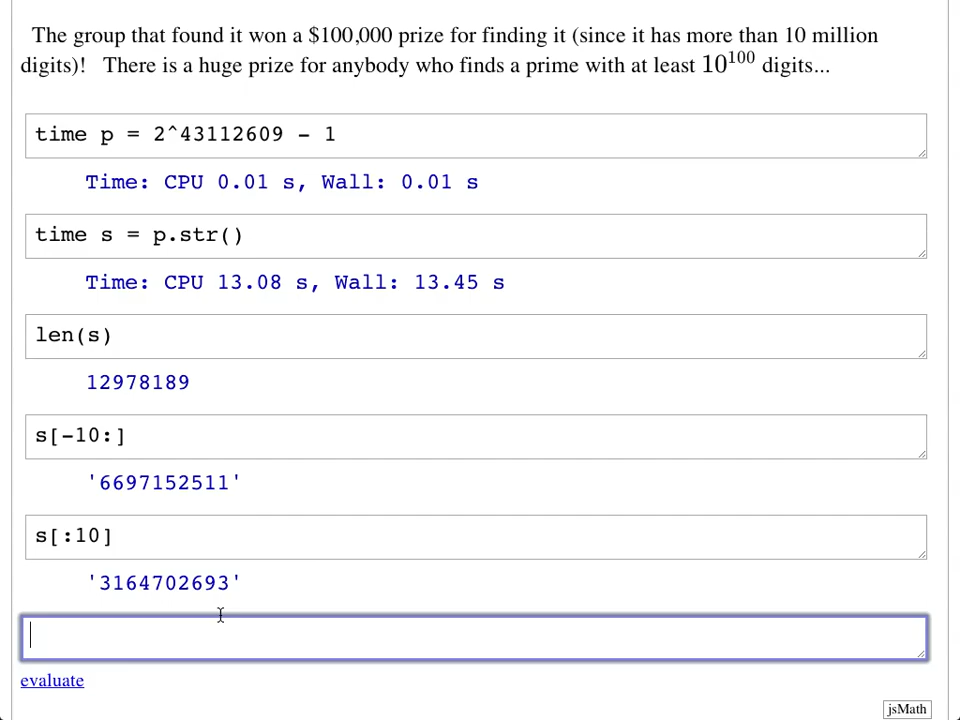 The group that found it won a $100,000 prize for finding it (since it has more than 10 million
digits)! There is a huge prize for anybody who finds a prime with at least 10^100 digits...
time p = 2^43112609 - 1
Time: CPU 0.01 s, Wall: 0.01 s
time s = p.str()
Time: CPU 13.08 s, Wall: 13.45 s
len(s)
12978189
s[-10:]
'6697152511'
s[:10]
'3164702693'
evaluate
jsMath